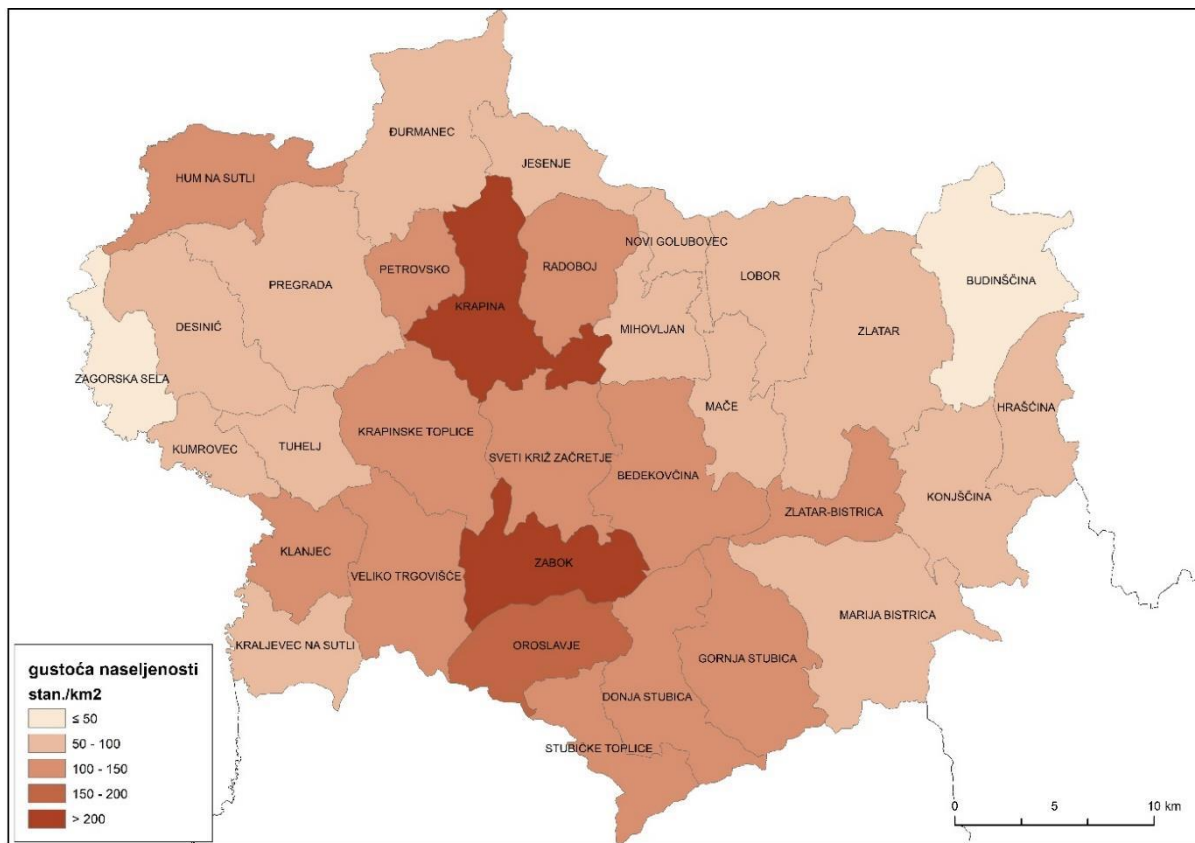 ĐURMANEC
JESENJE
HUM NA SUTLI
NOVI GOLUBOVEC
PETROVSKO
RADOBOJ
LOBOR
BUDINŠČINA
PREGRADA
KRAPINA
DESINIĆ
MIHOVLJAN
ZLATAR
ZAGORSKA SELA
MAČE
HRAŠĆINA
KRAPINSKE TOPLICE
KUMROVEC
TUHELJ
SVETI KRIŽ ZAČRETJE
BEDEKOVČINA
KONJŠČINA
ZLATAR-BISTRICA
KLANJEC
ZABOK
VELIKO TRGOVIŠĆE
MARIJA BISTRICA
KRALJEVEC NA SUTLI
OROSLAVJE
GORNJA STUBICA
DONJA STUBICA
STUBIČKE TOPLICE
gustoća naseljenosti
stan./km2
≤ 50
50 - 100
100 - 150
150 - 200
> 200
0 5 10 km